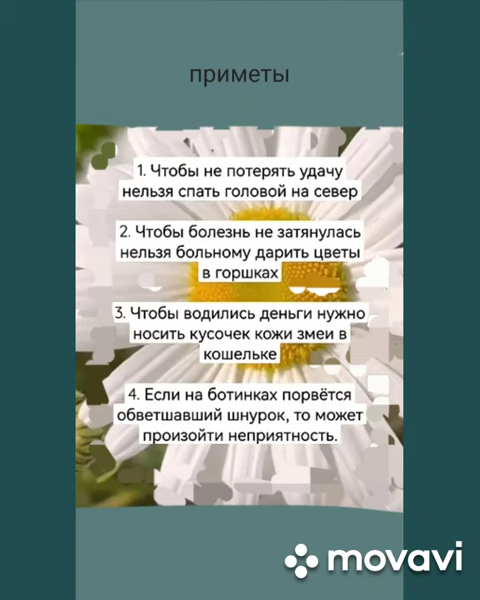 приметы
1. Чтобы не потерять удачу
нельзя спать головой на север
2. Чтобы болезнь не затянулась
нельзя больному дарить цветы
в горшках
3. Чтобы водились деньги нужно
носить кусочек кожи змеи в
кошельке
4. Если на ботинках порвётся
обветшавший шнурок, то может
произойти неприятность.
movavi